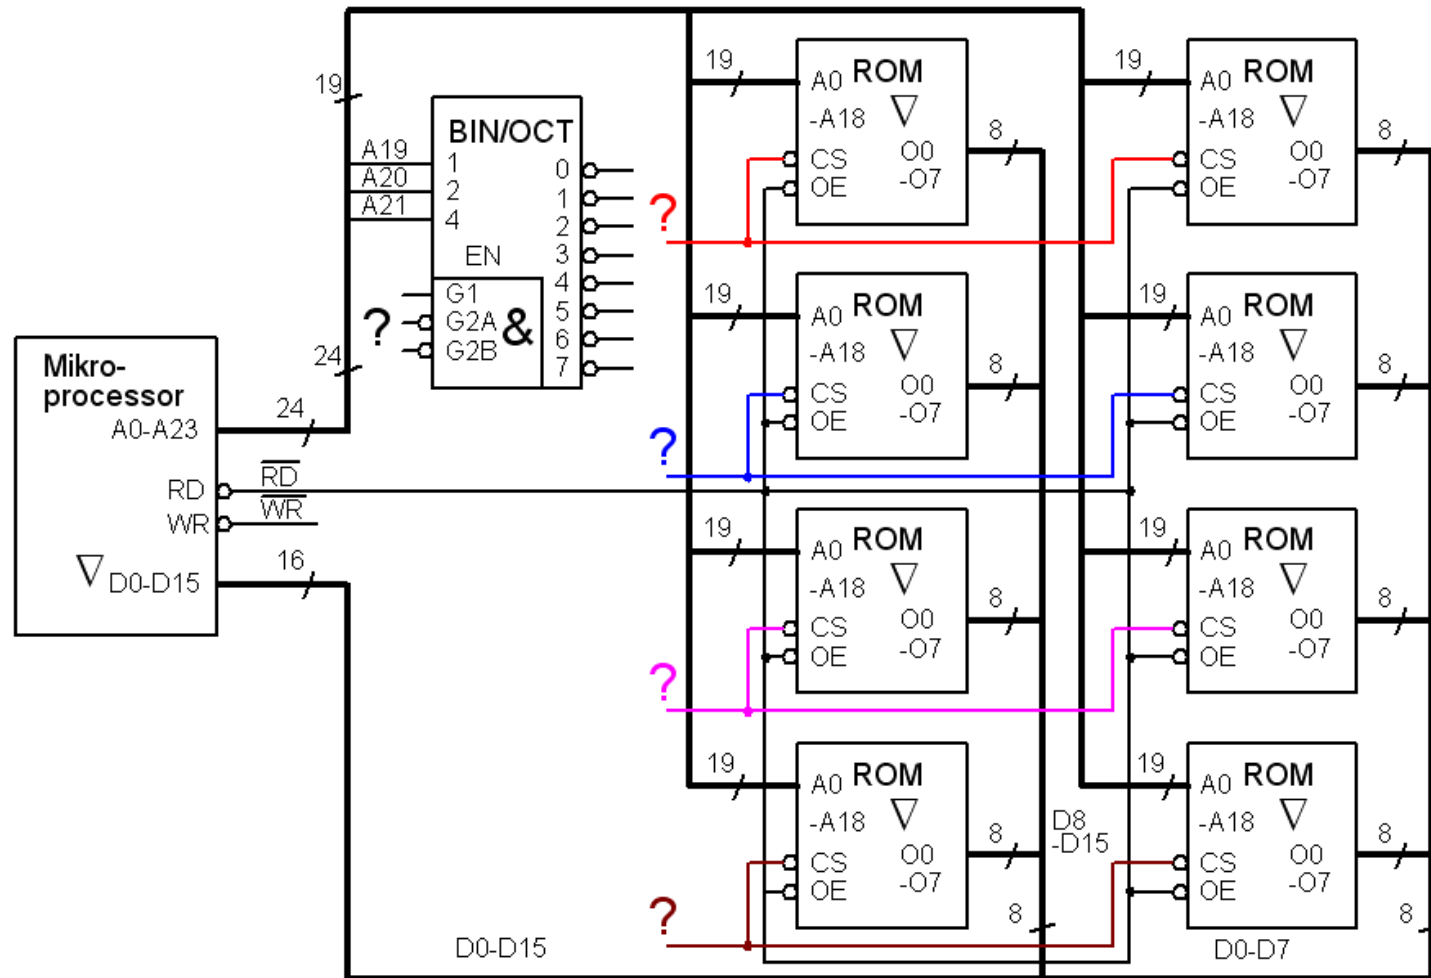 19
A19
A20
A21
BIN/OCT
1
2
4
EN
G1
G2A
G2B
&
?
0
1
2
3
4
5
6
7
24
Mikro-
processor
A0-A23
24
RD
RD
WR
WR
D0-D15
16
D0-D15
?
19
A0 ROM
-A18
CS
OE
O0
-O7
8
19
A0 ROM
-A18
CS
OE
O0
-O7
8
?
19
A0 ROM
-A18
CS
OE
O0
-O7
8
19
A0 ROM
-A18
CS
OE
O0
-O7
8
?
19
A0 ROM
-A18
CS
OE
O0
-O7
8
19
A0 ROM
-A18
CS
OE
O0
-O7
8
?
19
A0 ROM
-A18
CS
OE
O0
-O7
8
D8
-D15
8
19
A0 ROM
-A18
CS
OE
O0
-O7
8
8
D0-D7